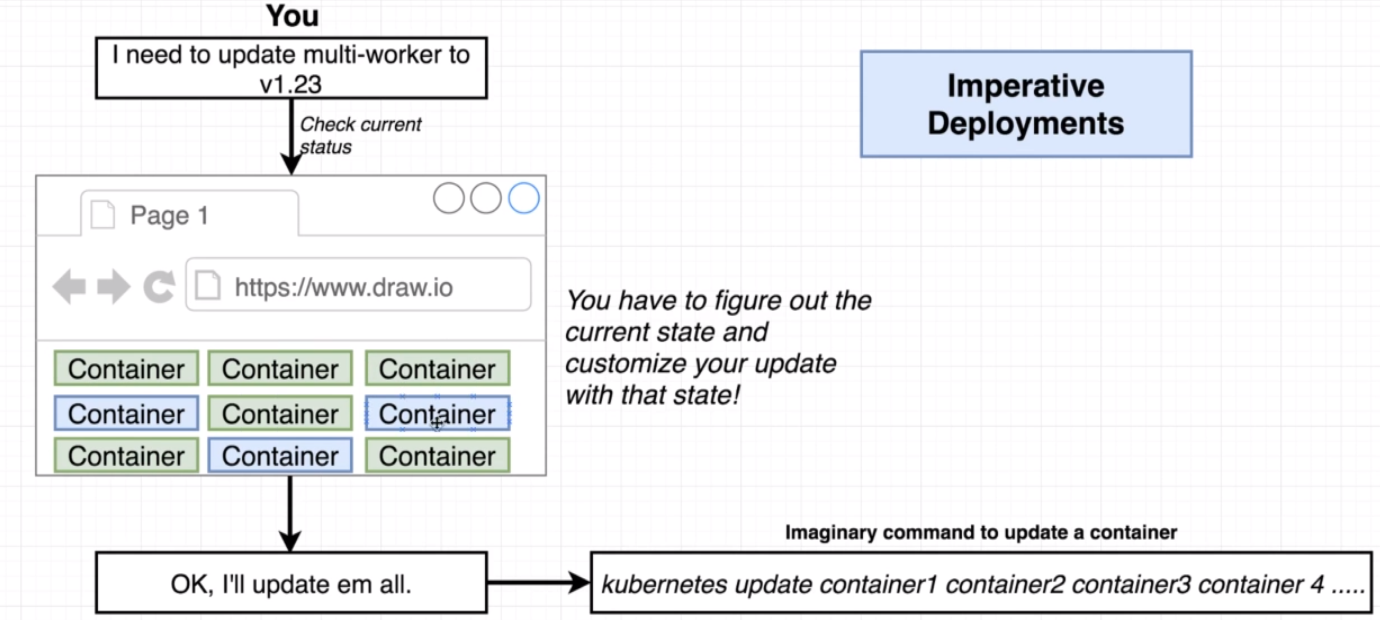 You
I need to update multi-worker to
v1.23
Imperative
Deployments
Check current
status
Page 1
https://www.draw.io
You have to figure out the
current state and
customize your update
with that state!
Container Container Container
Container Container Container
Container Container Container
Imaginary command to update a container
OK, I'll update em all.
kubernetes update container1 container2 container3 container 4 .....